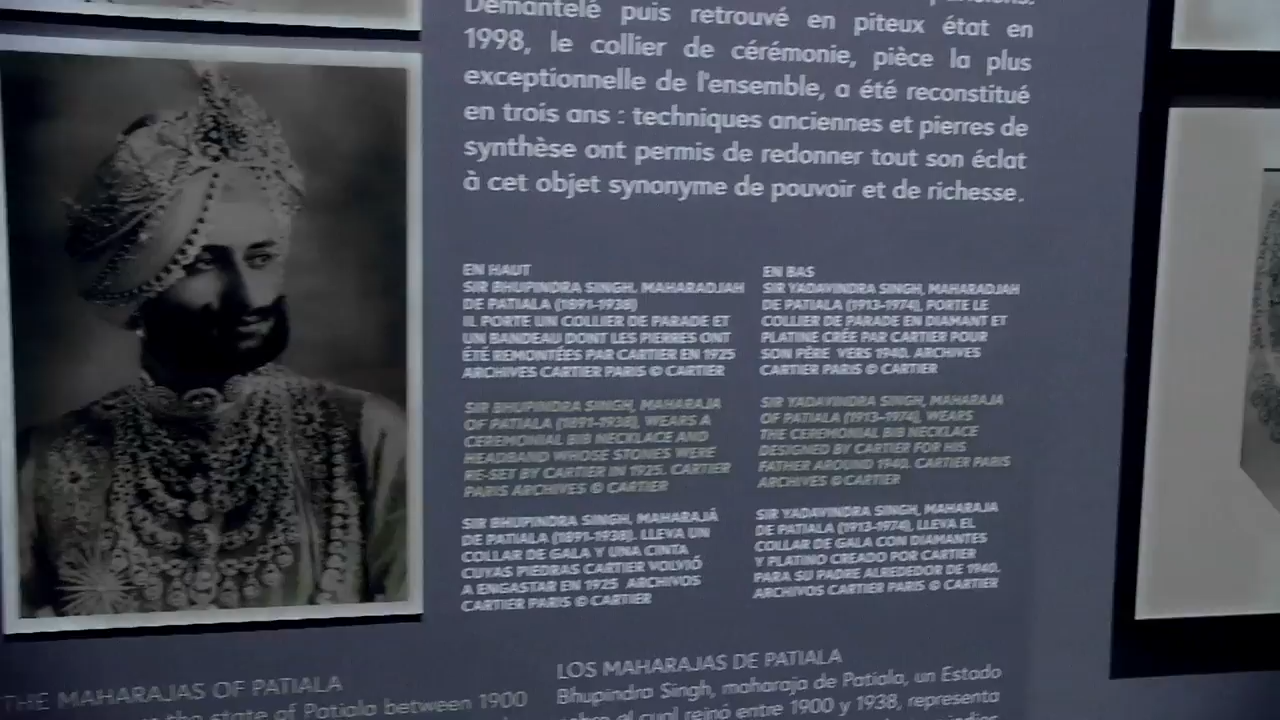 Démantelé puis retrouvé en piteux état en
1998, le collier de cérémonie, pièce la plus
exceptionnelle de l'ensemble, a été reconstitué
en trois ans : techniques anciennes et pierres de
synthèse ont permis de redonner tout son éclat
à cet objet synonyme de pouvoir et de richesse.
EN HAUT
SIR BHUPINDRA SINGH, MAHARADJAH
DE PATIALA (1891-1938)
IL PORTE UN COLLIER DE PARADE ET
UN BANDEAU DONT LES PIERRES ONT
ÉTÉ REMONTÉES PAR CARTIER EN 1925
ARCHIVES CARTIER PARIS © CARTIER
SIR BHUPINDRA SINGH, MAHARAJA
OF PATIALA (1891-1938), WEARS A
CEREMONIAL BIB NECKLACE AND
HEADBAND WHOSE STONES WERE
RE-SET BY CARTIER IN 1925. CARTIER
PARIS ARCHIVES © CARTIER
SIR BHUPINDRA SINGH, MAHARAJÁ
DE PATIALA (1891-1938). LLEVA UN
COLLAR DE GALA Y UNA CINTA
CUYAS PIEDRAS CARTIER VOLVIÓ
A ENGASTAR EN 1925 ARCHIVOS
CARTIER PARIS © CARTIER
EN BAS
SIR YADAVINDRA SINGH, MAHARADJAH
DE PATIALA (1913-1974), PORTE LE
COLLIER DE PARADE EN DIAMANT ET
PLATINE CRÉE PAR CARTIER POUR
SON PÈRE VERS 1940. ARCHIVES
CARTIER PARIS © CARTIER
SIR YADAVINDRA SINGH, MAHARAJA
OF PATIALA (1913-1974), WEARS
THE CEREMONIAL BIB NECKLACE
DESIGNED BY CARTIER FOR HIS
FATHER AROUND 1940. CARTIER PARIS
ARCHIVES © CARTIER
SIR YADAVINDRA SINGH, MAHARAJA
DE PATIALA (1913-1974), LLEVA EL
COLLAR DE GALA CON DIAMANTES
Y PLATINO CREADO POR CARTIER
PARA SU PADRE ALREDEDOR DE 1940.
ARCHIVOS CARTIER PARIS © CARTIER
THE MAHARAJAS OF PATIALA
the state of Patiala between 1900
LOS MAHARAJAS DE PATIALA
Bhupindra Singh, maharaja de Patiala, un Estado
el cual reinó entre 1900 y 1938, representa